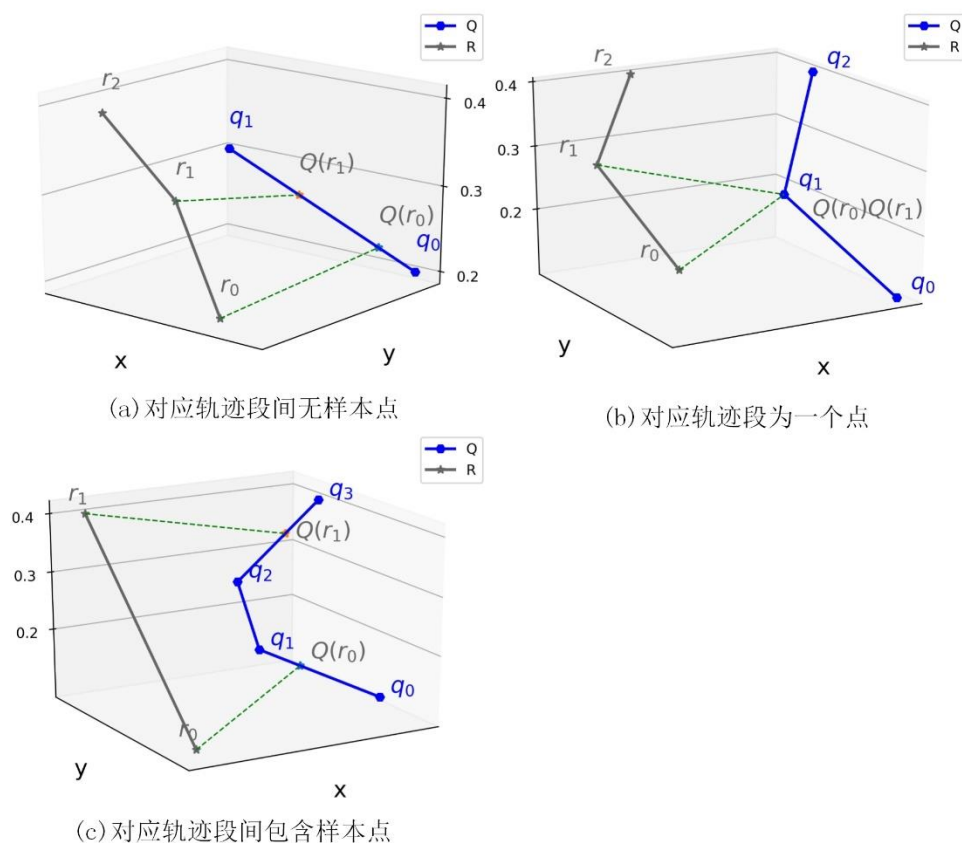 Q
R
r₂
q₁
r₁
Q(r₁)
Q(r₀)
q₀
r₀
0.4
0.3
0.2
x
y
(a)对应轨迹段间无样本点
Q
R
r₂
q₂
r₁
q₁
Q(r₀)Q(r₁)
r₀
q₀
0.4
0.3
0.2
y
x
(b)对应轨迹段为一个点
Q
R
r₁
q₃
Q(r₁)
q₂
q₁
Q(r₀)
q₀
r₀
0.4
0.3
0.2
y
x
(c)对应轨迹段间包含样本点